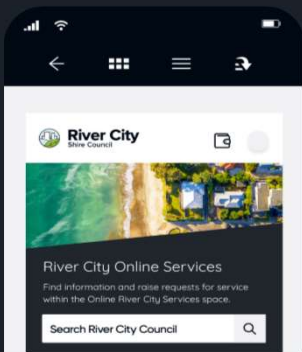 River City
Shire Council
River City Online Services
Find information and raise requests for service
within the Online River City Services space.
Search River City Council